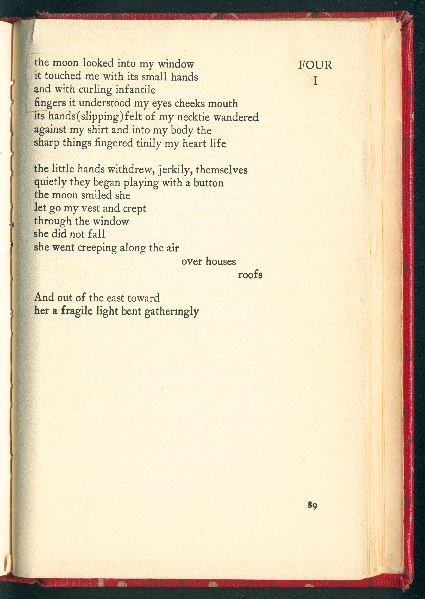 FOUR
I
the moon looked into my window
it touched me with its small hands
and with curling infantile
fingers it understood my eyes cheeks mouth
its hands(slipping)felt of my necktie wandered
against my shirt and into my body the
sharp things fingered tinily my heart life
the little hands withdrew, jerkily, themselves
quietly they began playing with a button
the moon smiled she
let go my vest and crept
through the window
she did not fall
she went creeping along the air
over houses
roofs
And out of the east toward
her a fragile light bent gatheringly
89